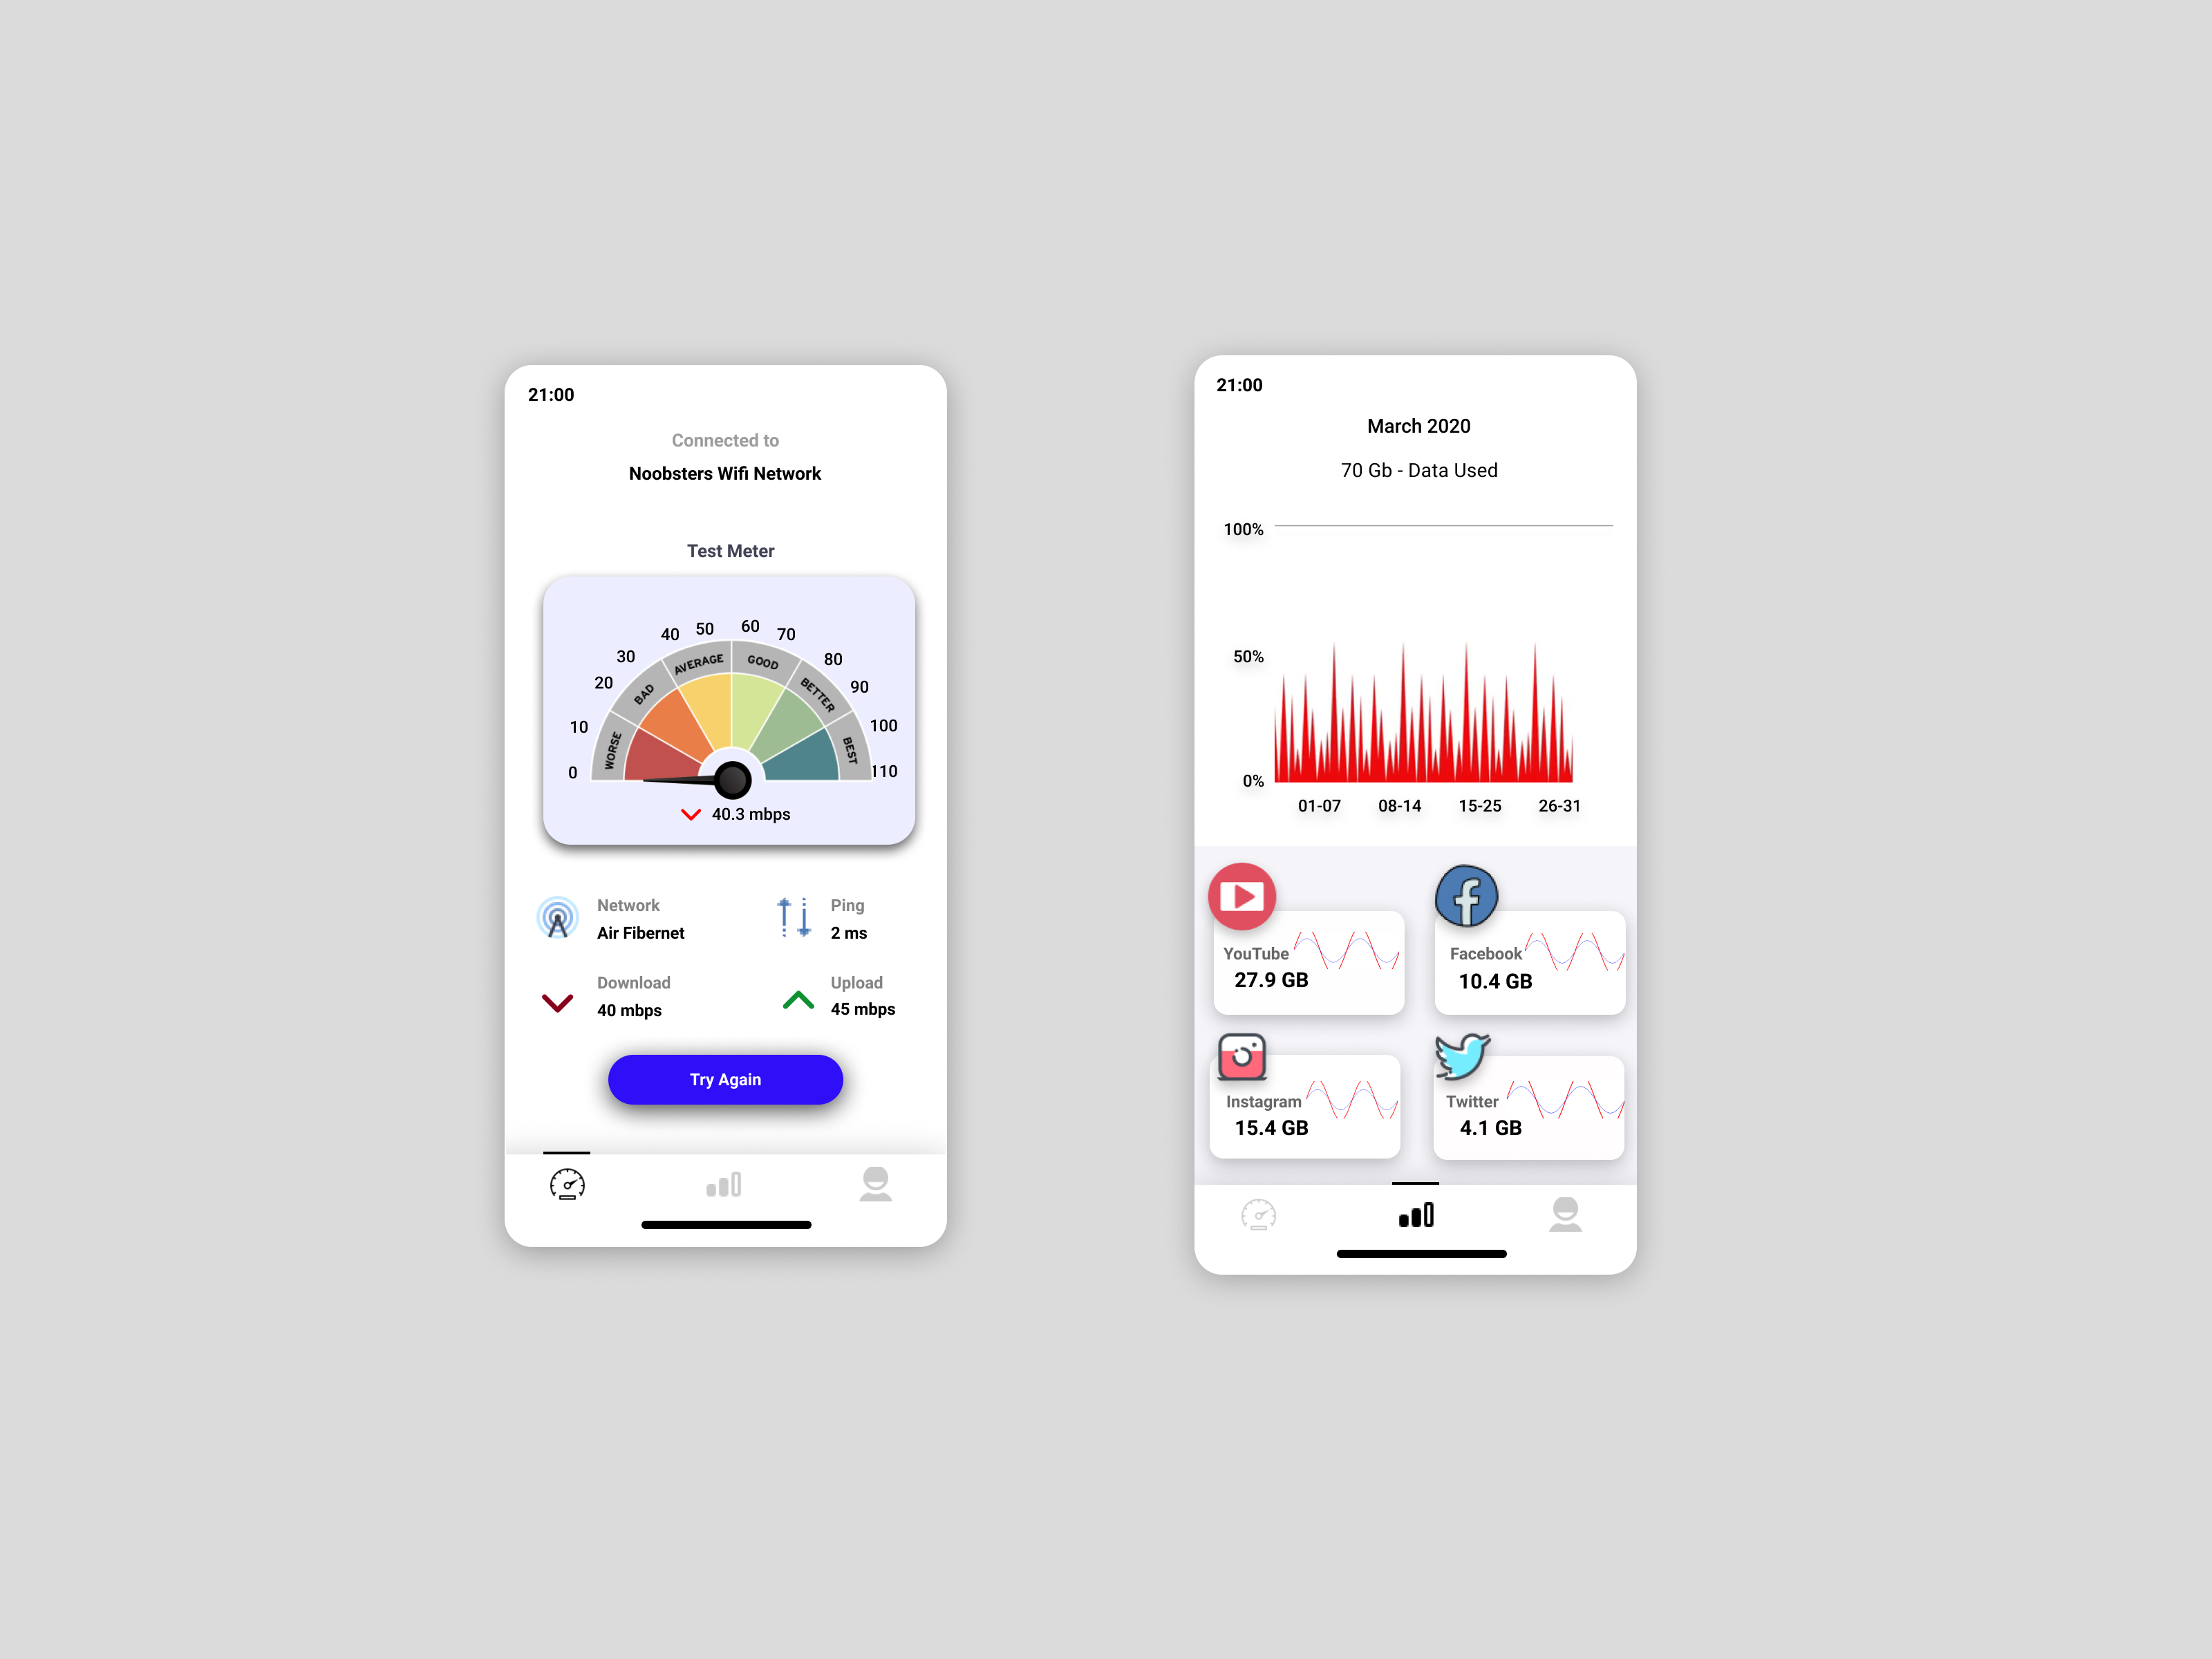 21:00
Connected to
Noobsters Wifi Network
Test Meter
0
10
20
30
40
50
60
70
80
90
100
110
WORSE
BAD
AVERAGE
GOOD
BETTER
BEST
40.3 mbps
Network
Air Fibernet
Ping
2 ms
Download
40 mbps
Upload
45 mbps
Try Again
21:00
March 2020
70 Gb - Data Used
100%
50%
0%
01-07 08-14 15-25 26-31
YouTube
27.9 GB
Facebook
10.4 GB
Instagram
15.4 GB
Twitter
4.1 GB